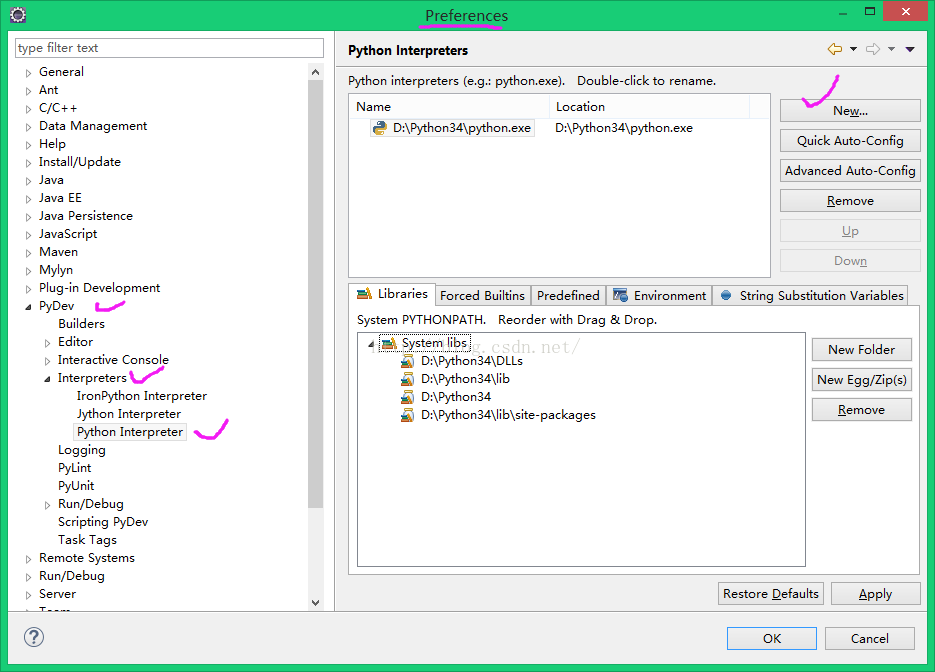 Preferences
type filter text
General
Ant
C/C++
Data Management
Help
Install/Update
Java
Java EE
Java Persistence
JavaScript
Maven
Mylyn
Plug-in Development
PyDev
Builders
Editor
Interactive Console
Interpreters
IronPython Interpreter
Jython Interpreter
Python Interpreter
Logging
PyLint
PyUnit
Run/Debug
Scripting PyDev
Task Tags
Remote Systems
Run/Debug
Server
Team
Python Interpreters
Python interpreters (e.g.: python.exe).   Double-click to rename.
Name Location
D:\Python34\python.exe D:\Python34\python.exe
New...
Quick Auto-Config
Advanced Auto-Config
Remove
Up
Down
Libraries Forced Builtins Predefined Environment String Substitution Variables
System PYTHONPATH.   Reorder with Drag & Drop.
System libs
D:\Python34\DLLs
D:\Python34\lib
D:\Python34
D:\Python34\lib\site-packages
New Folder
New Egg/Zip(s)
Remove
Restore Defaults Apply
OK Cancel